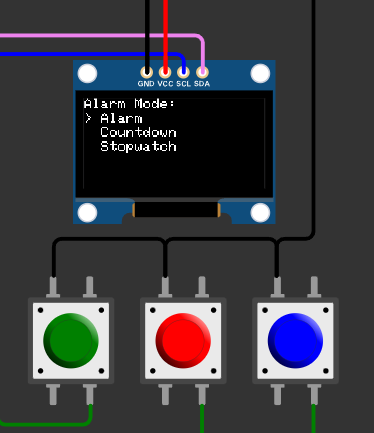 GND VCC SCL SDA
Alarm Mode:
> Alarm
Countdown
Stopwatch